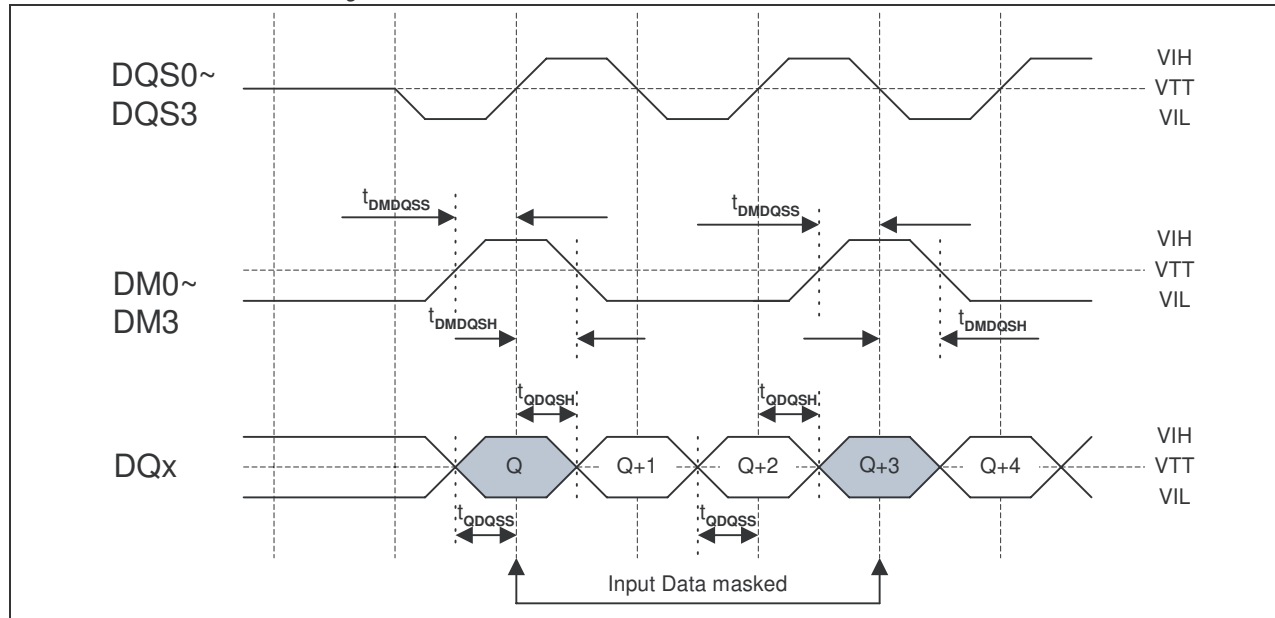 DQS0~
DQS3
VIH
VTT
VIL
tDMDQSS
tDMDQSS
DM0~
DM3
VIH
VTT
VIL
tDMDQSH
tDMDQSH
tQDQSH
tQDQSH
DQx
Q
Q+1
Q+2
Q+3
Q+4
VIH
VTT
VIL
tQDQSS
tQDQSS
Input Data masked